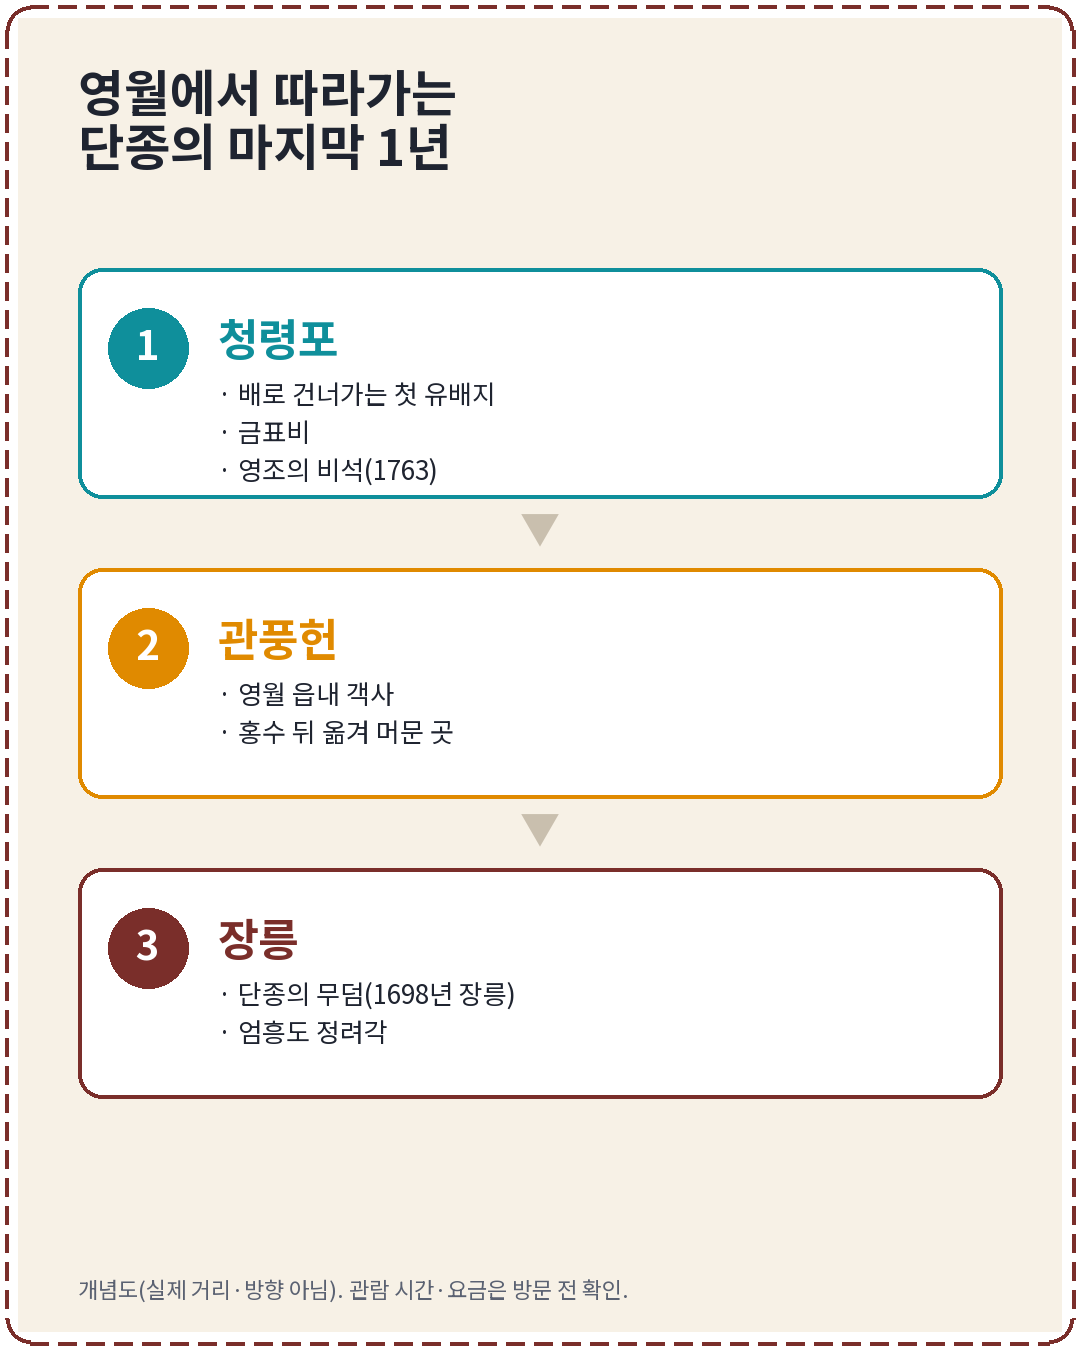 영월에서 따라가는
단종의 마지막 1년
1
청령포
· 배로 건너가는 첫 유배지
· 금표비
· 영조의 비석(1763)
2
관풍헌
· 영월 읍내 객사
· 홍수 뒤 옮겨 머문 곳
3
장릉
· 단종의 무덤(1698년 장릉)
· 엄흥도 정려각
개념도(실제 거리·방향 아님). 관람 시간·요금은 방문 전 확인.